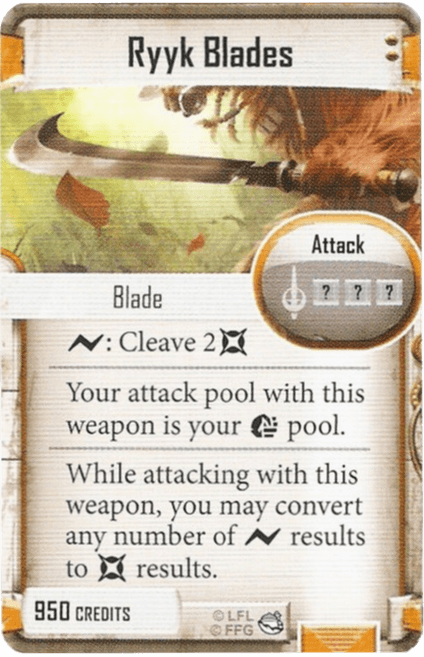 Ryyk Blades
Attack
? ? ?
Blade
: Cleave 2
Your attack pool with this
weapon is your pool.
While attacking with this
weapon, you may convert
any number of results
to results.
950 CREDITS
© LFL
© FFG